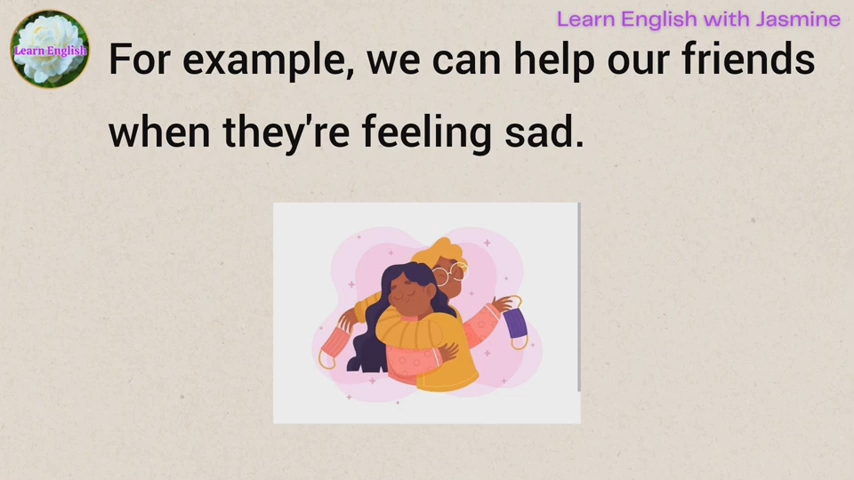 Learn English with Jasmine
Learn English
For example, we can help our friends
when they're feeling sad.